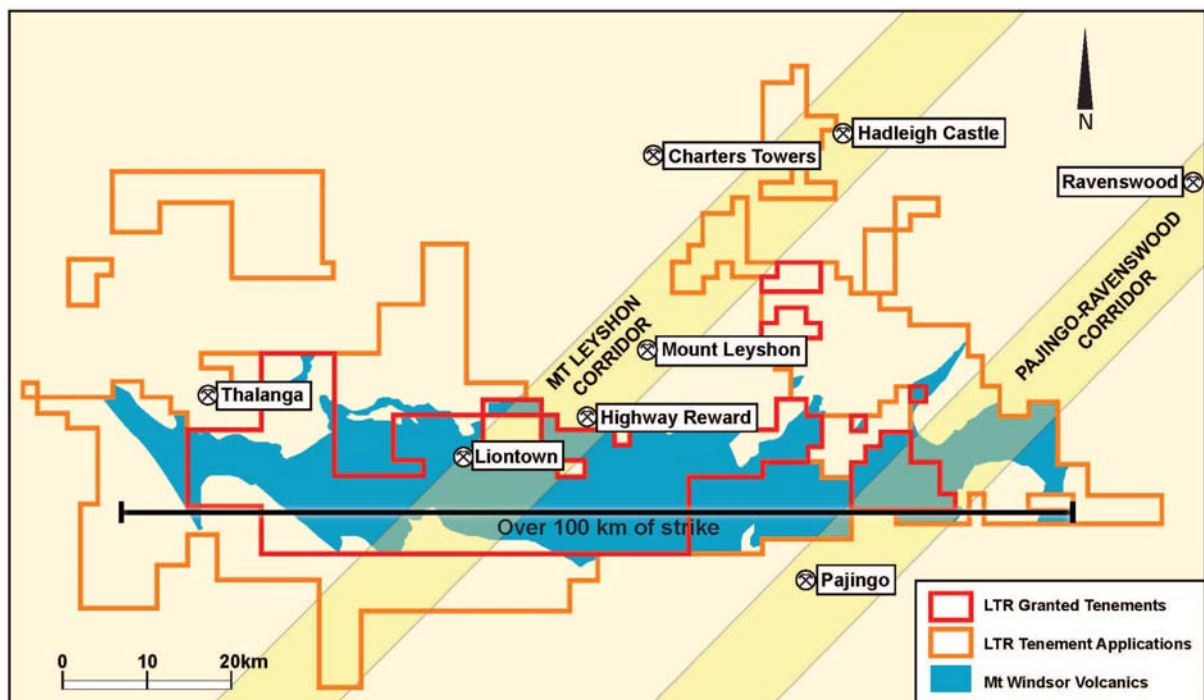 N
Hadleigh Castle
Charters Towers
Ravenswood
MT LEYSHON
CORRIDOR
PAJINGO-RAVENSWOOD
CORRIDOR
Mount Leyshon
Thalanga
Highway Reward
Liontown
Over 100 km of strike
Pajingo
LTR Granted Tenements
LTR Tenement Applications
Mt Windsor Volcanics
0 10 20km